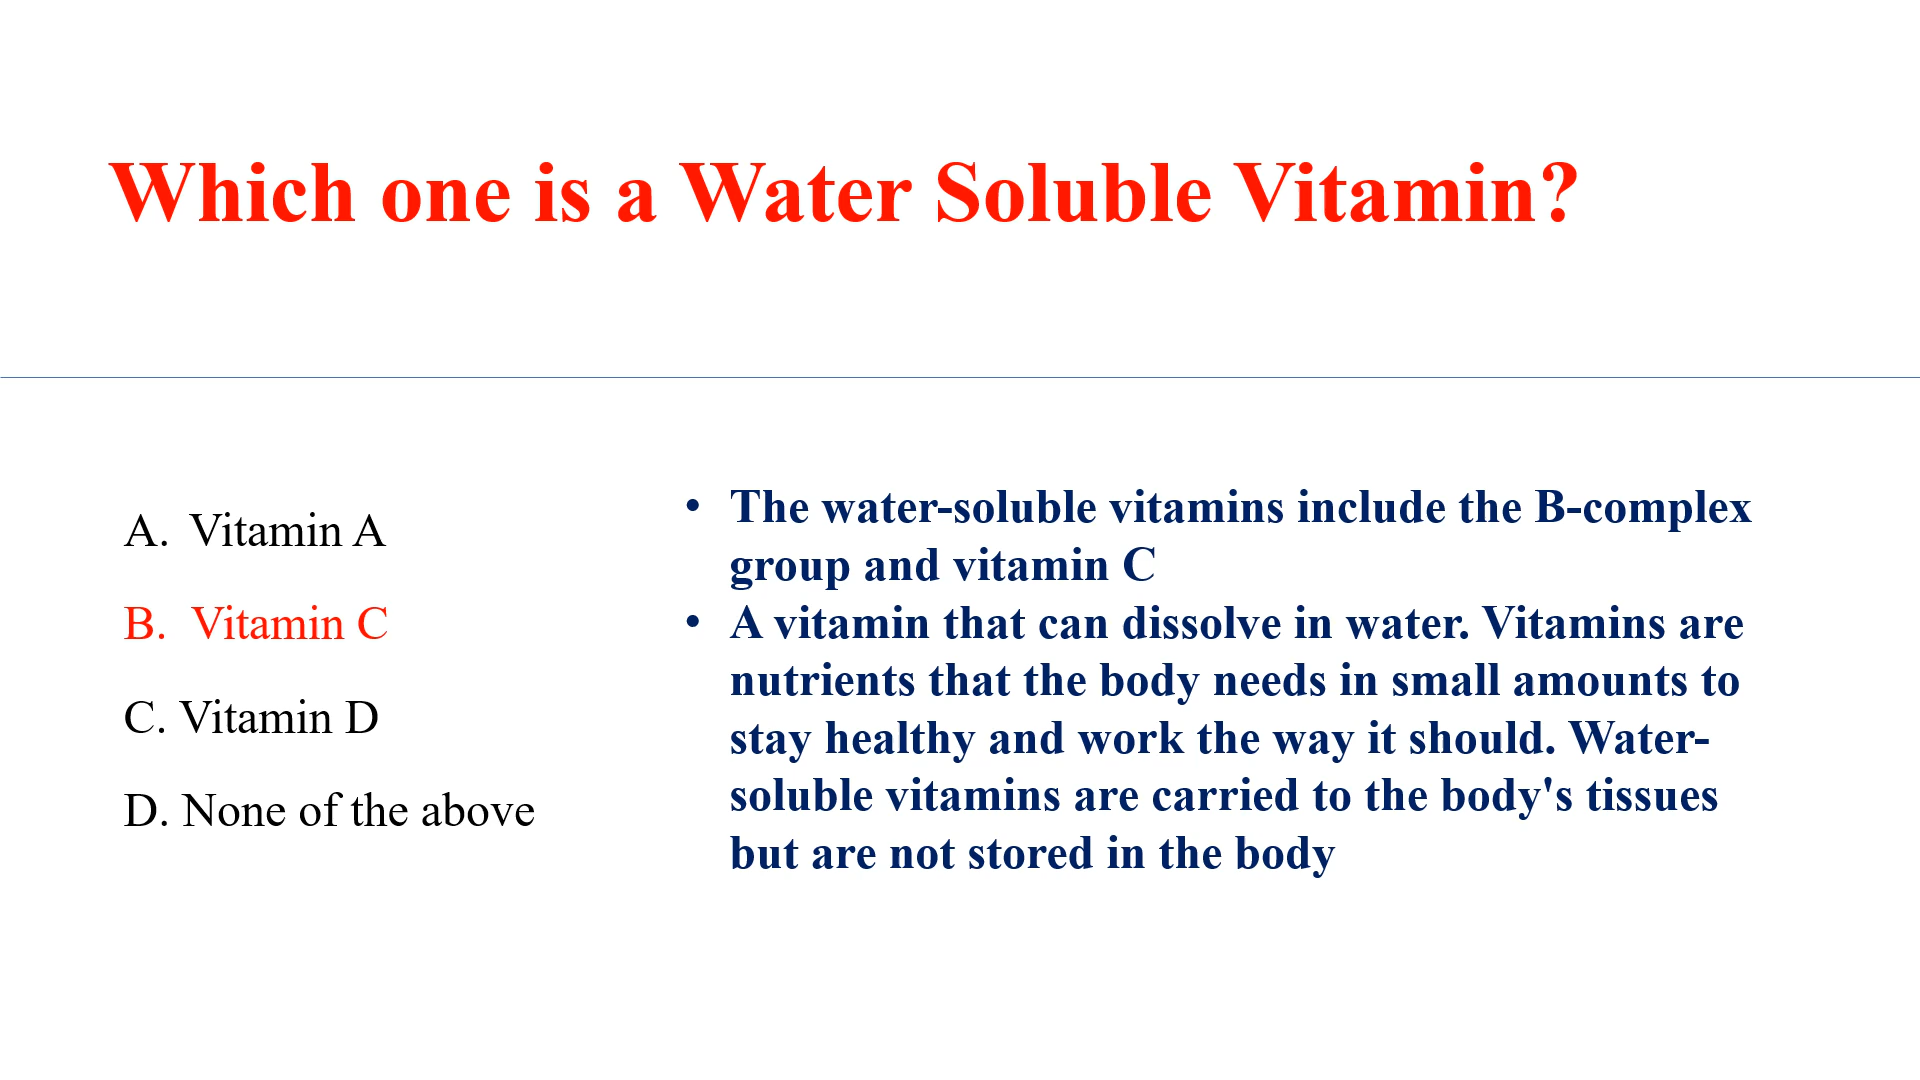 Which one is a Water Soluble Vitamin?
A. Vitamin A
B. Vitamin C
C. Vitamin D
D. None of the above
• The water-soluble vitamins include the B-complex
group and vitamin C
• A vitamin that can dissolve in water. Vitamins are
nutrients that the body needs in small amounts to
stay healthy and work the way it should. Water-
soluble vitamins are carried to the body's tissues
but are not stored in the body